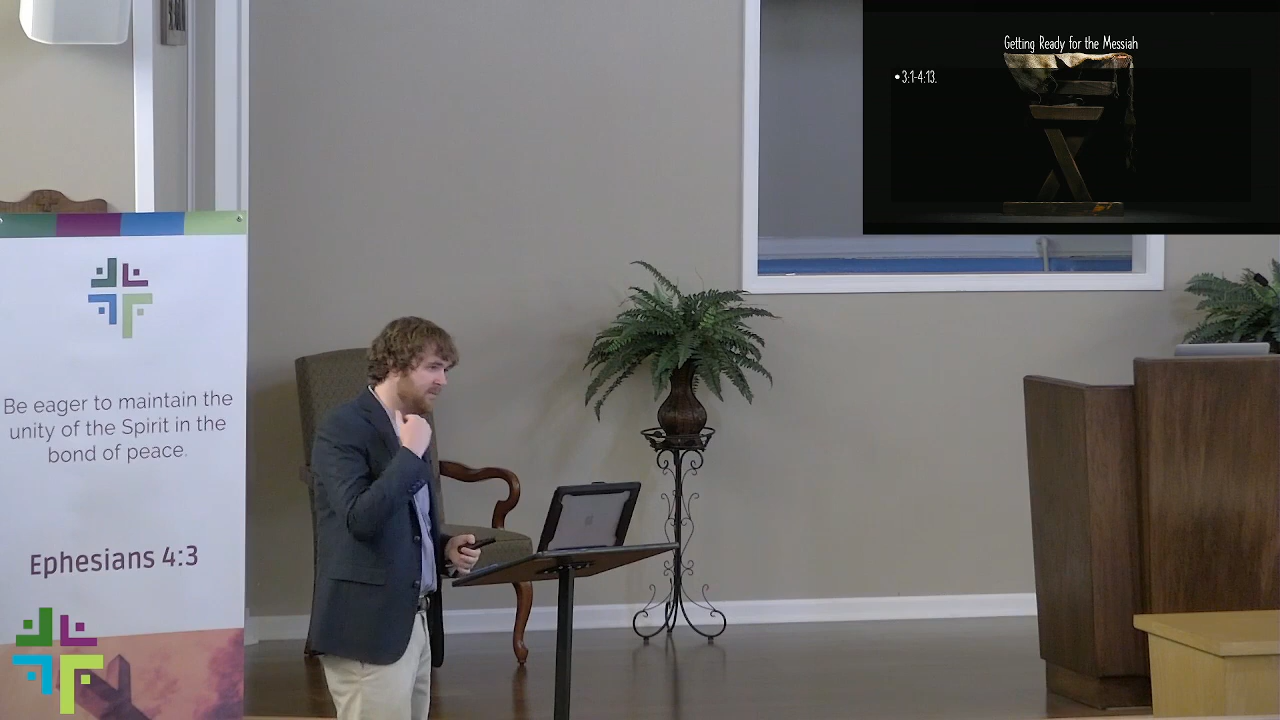 Getting Ready for the Messiah
•3:1-4:13.
Be eager to maintain the
unity of the Spirit in the
bond of peace.
Ephesians 4:3